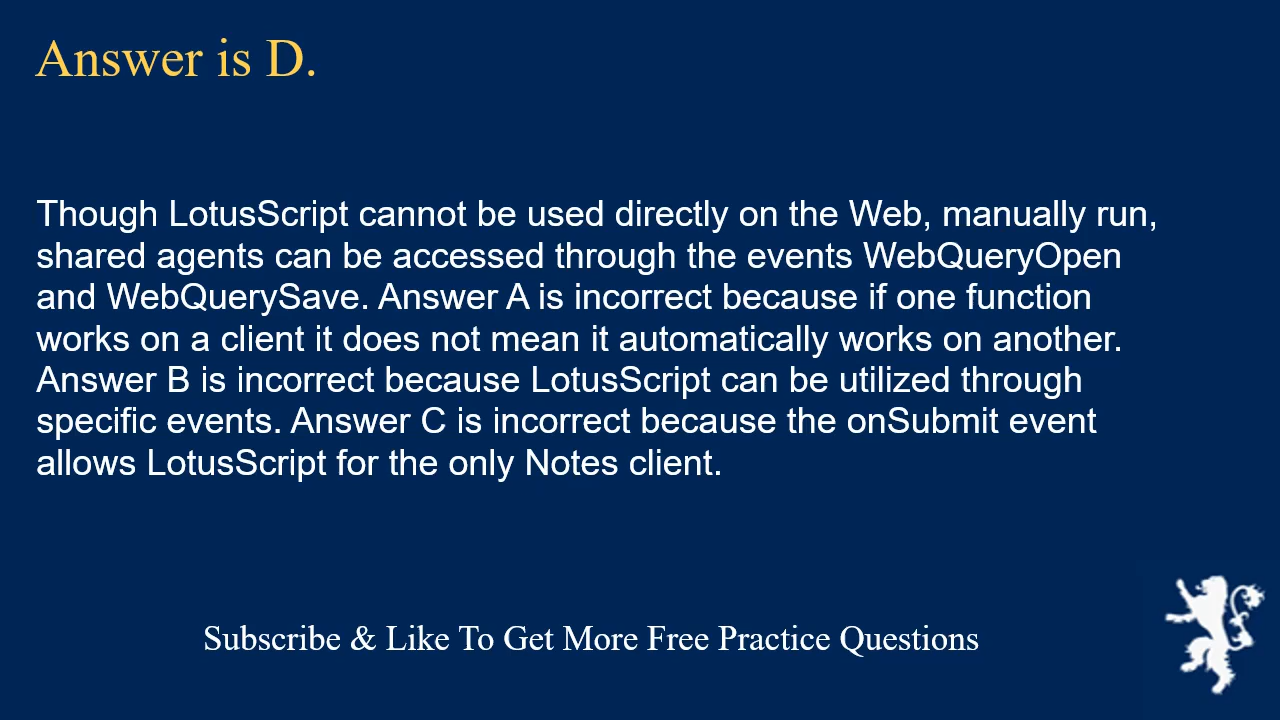 Answer is D.
Though LotusScript cannot be used directly on the Web, manually run,
shared agents can be accessed through the events WebQueryOpen
and WebQuerySave. Answer A is incorrect because if one function
works on a client it does not mean it automatically works on another.
Answer B is incorrect because LotusScript can be utilized through
specific events. Answer C is incorrect because the onSubmit event
allows LotusScript for the only Notes client.
Subscribe & Like To Get More Free Practice Questions